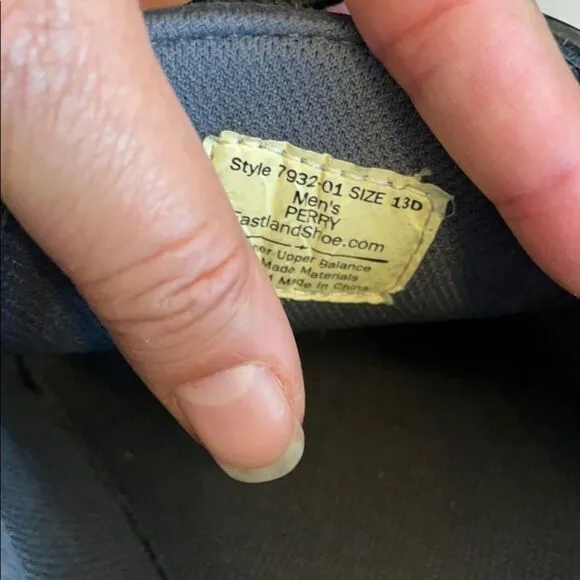 Style 7932-01 SIZE 13D
Men's
PERRY
EastlandShoe.com
Upper Balance
Made Materials
Made in China